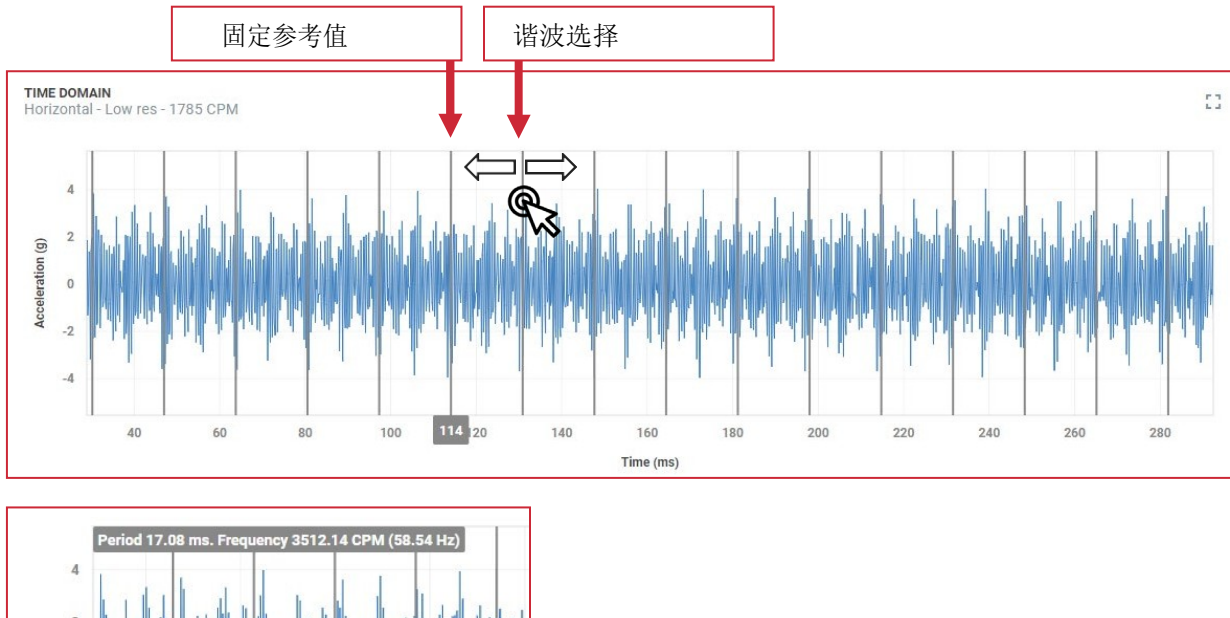 固定参考值
谐波选择
TIME DOMAIN
Horizontal - Low res - 1785 CPM
4
2
0
-2
-4
Acceleration (g)
40 60 80 100 114 120 140 160 180 200 220 240 260 280
Time (ms)
Period 17.08 ms. Frequency 3512.14 CPM (58.54 Hz)
4